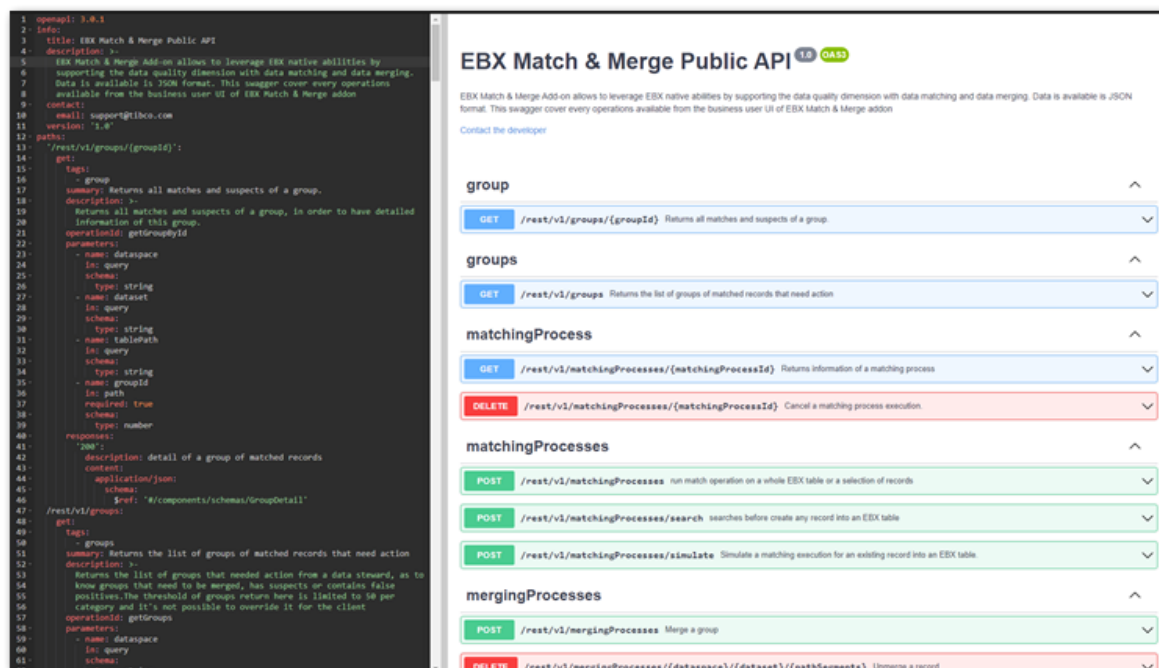 1 openapi: 3.0.1
2 info:
3 title: EBX Match & Merge Public API
4 description: >-
5 EBX Match & Merge Add-on allows to leverage EBX native abilities by
6 supporting the data quality dimension with data matching and data merging.
7 Data is available is JSON format. This swagger cover every operations
8 available from the business user UI of EBX Match & Merge addon
9 contact:
10 email: support@tibco.com
11 version: '1.0'
12 paths:
13 '/rest/v1/groups/{groupId}':
14 get:
15 tags:
16 - group
17 summary: Returns all matches and suspects of a group.
18 description: >-
19 Returns all matches and suspects of a group, in order to have detailed
20 information of this group.
21 operationId: getGroupById
22 parameters:
23 - name: dataspace
24 in: query
25 schema:
26 type: string
27 - name: dataset
28 in: query
29 schema:
30 type: string
31 - name: tablePath
32 in: query
33 schema:
34 type: string
35 - name: groupId
36 in: path
37 required: true
38 schema:
39 type: number
40 responses:
41 '200':
42 description: detail of a group of matched records
43 content:
44 application/json:
45 schema:
46 $ref: '#/components/schemas/GroupDetail'
47 /rest/v1/groups:
48 get:
49 tags:
50 - groups
51 summary: Returns the list of groups of matched records that need action
52 description: >-
53 Returns the list of groups that needed action from a data steward, as to
54 know groups that need to be merged, has suspects or contains false
55 positives.The threshold of groups return here is limited to 50 per
56 category and it's not possible to override it for the client
57 operationId: getGroups
58 parameters:
59 - name: dataspace
60 in: query
61 schema:
EBX Match & Merge Public API 1.0 OAS3
EBX Match & Merge Add-on allows to leverage EBX native abilities by supporting the data quality dimension with data matching and data merging. Data is available is JSON
format. This swagger cover every operations available from the business user UI of EBX Match & Merge addon
Contact the developer
group
GET /rest/v1/groups/{groupId} Returns all matches and suspects of a group.
groups
GET /rest/v1/groups Returns the list of groups of matched records that need action
matchingProcess
GET /rest/v1/matchingProcesses/{matchingProcessId} Returns information of a matching process
DELETE /rest/v1/matchingProcesses/{matchingProcessId} Cancel a matching process execution.
matchingProcesses
POST /rest/v1/matchingProcesses run match operation on a whole EBX table or a selection of records
POST /rest/v1/matchingProcesses/search searches before create any record into an EBX table
POST /rest/v1/matchingProcesses/simulate Simulate a matching execution for an existing record into an EBX table.
mergingProcesses
POST /rest/v1/mergingProcesses Merge a group
DELETE /rest/v1/mergingProcesses/{dataspace}/{dataset}/{pathSegments} Unmerge a record